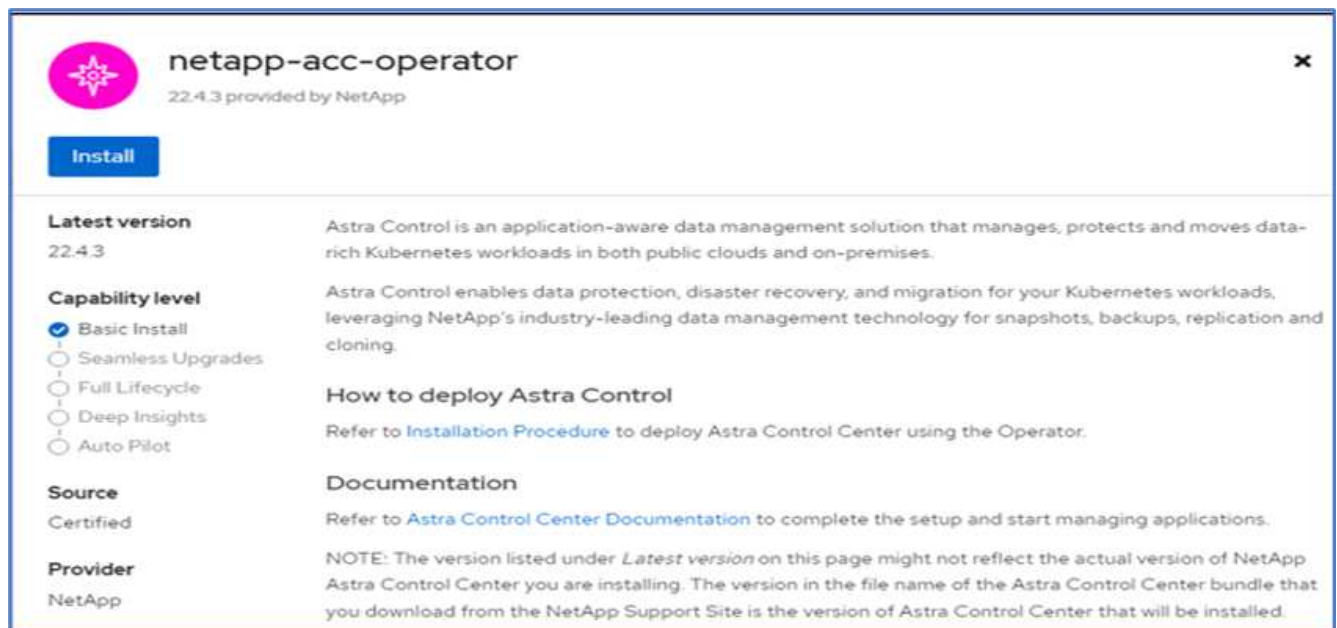 netapp-acc-operator
22.4.3 provided by NetApp
Install
Latest version
22.4.3
Capability level
Basic Install
Seamless Upgrades
Full Lifecycle
Deep Insights
Auto Pilot
Source
Certified
Provider
NetApp
Astra Control is an application-aware data management solution that manages, protects and moves data-
rich Kubernetes workloads in both public clouds and on-premises.
Astra Control enables data protection, disaster recovery, and migration for your Kubernetes workloads,
leveraging NetApp's industry-leading data management technology for snapshots, backups, replication and
cloning.
How to deploy Astra Control
Refer to Installation Procedure to deploy Astra Control Center using the Operator.
Documentation
Refer to Astra Control Center Documentation to complete the setup and start managing applications.
NOTE: The version listed under Latest version on this page might not reflect the actual version of NetApp
Astra Control Center you are installing. The version in the file name of the Astra Control Center bundle that
you download from the NetApp Support Site is the version of Astra Control Center that will be installed.